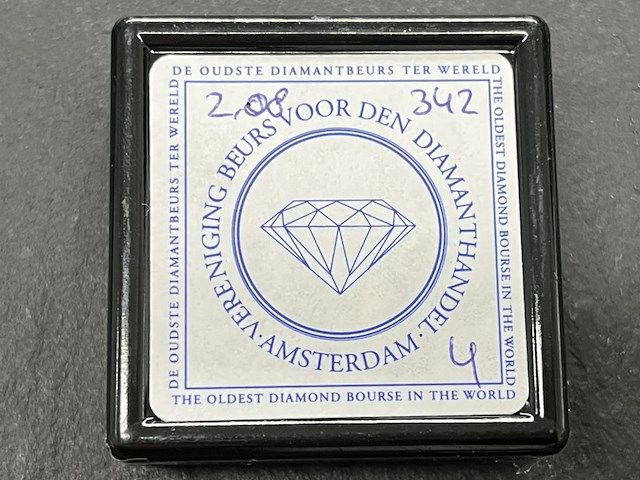 DE OUDSTE DIAMANTBEURS TER WERELD
2,08
342
VERENIGING BEURS VOOR DEN DIAMANTHANDEL
·AMSTERDAM·
DE OUDSTE DIAMANTBEURS TER WERELD
THE OLDEST DIAMOND BOURSE IN THE WORLD
4
THE OLDEST DIAMOND BOURSE IN THE WORLD